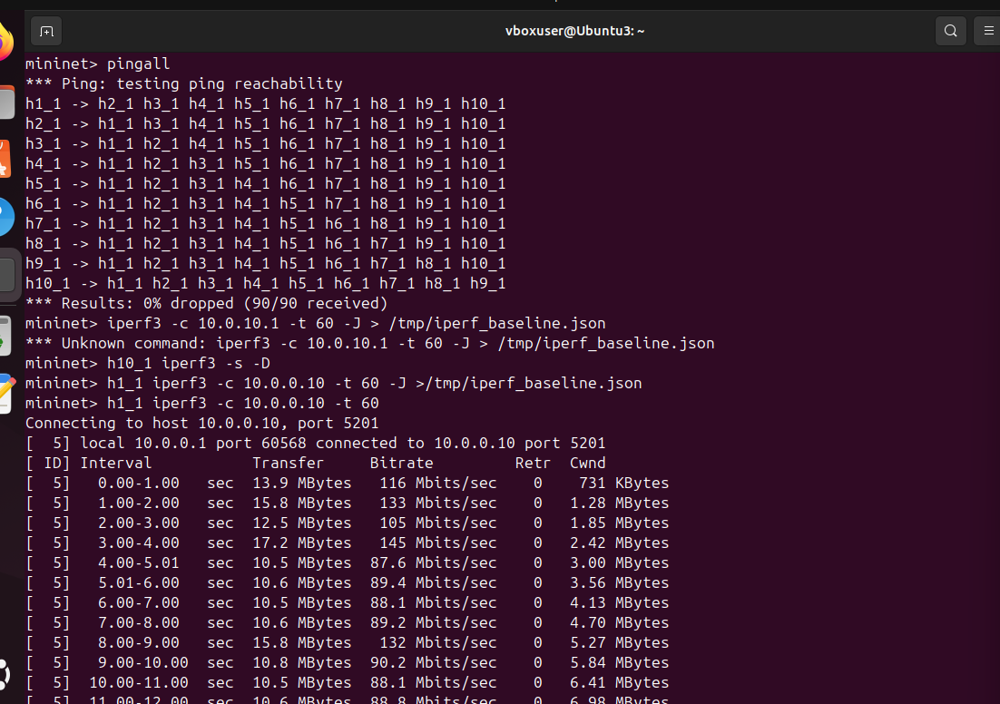 vboxuser@Ubuntu3: ~
mininet> pingall
*** Ping: testing ping reachability
h1_1 -> h2_1 h3_1 h4_1 h5_1 h6_1 h7_1 h8_1 h9_1 h10_1
h2_1 -> h1_1 h3_1 h4_1 h5_1 h6_1 h7_1 h8_1 h9_1 h10_1
h3_1 -> h1_1 h2_1 h4_1 h5_1 h6_1 h7_1 h8_1 h9_1 h10_1
h4_1 -> h1_1 h2_1 h3_1 h5_1 h6_1 h7_1 h8_1 h9_1 h10_1
h5_1 -> h1_1 h2_1 h3_1 h4_1 h6_1 h7_1 h8_1 h9_1 h10_1
h6_1 -> h1_1 h2_1 h3_1 h4_1 h5_1 h7_1 h8_1 h9_1 h10_1
h7_1 -> h1_1 h2_1 h3_1 h4_1 h5_1 h6_1 h8_1 h9_1 h10_1
h8_1 -> h1_1 h2_1 h3_1 h4_1 h5_1 h6_1 h7_1 h9_1 h10_1
h9_1 -> h1_1 h2_1 h3_1 h4_1 h5_1 h6_1 h7_1 h8_1 h10_1
h10_1 -> h1_1 h2_1 h3_1 h4_1 h5_1 h6_1 h7_1 h8_1 h9_1
*** Results: 0% dropped (90/90 received)
mininet> iperf3 -c 10.0.10.1 -t 60 -J > /tmp/iperf_baseline.json
*** Unknown command: iperf3 -c 10.0.10.1 -t 60 -J > /tmp/iperf_baseline.json
mininet> h10_1 iperf3 -s -D
mininet> h1_1 iperf3 -c 10.0.0.10 -t 60 -J >/tmp/iperf_baseline.json
mininet> h1_1 iperf3 -c 10.0.0.10 -t 60
Connecting to host 10.0.0.10, port 5201
[  5] local 10.0.0.1 port 60568 connected to 10.0.0.10 port 5201
[ ID] Interval           Transfer     Bitrate         Retr  Cwnd
[  5]   0.00-1.00   sec  13.9 MBytes   116 Mbits/sec    0    731 KBytes
[  5]   1.00-2.00   sec  15.8 MBytes   133 Mbits/sec    0   1.28 MBytes
[  5]   2.00-3.00   sec  12.5 MBytes   105 Mbits/sec    0   1.85 MBytes
[  5]   3.00-4.00   sec  17.2 MBytes   145 Mbits/sec    0   2.42 MBytes
[  5]   4.00-5.01   sec  10.5 MBytes  87.6 Mbits/sec    0   3.00 MBytes
[  5]   5.01-6.00   sec  10.6 MBytes  89.4 Mbits/sec    0   3.56 MBytes
[  5]   6.00-7.00   sec  10.5 MBytes  88.1 Mbits/sec    0   4.13 MBytes
[  5]   7.00-8.00   sec  10.6 MBytes  89.2 Mbits/sec    0   4.70 MBytes
[  5]   8.00-9.00   sec  15.8 MBytes   132 Mbits/sec    0   5.27 MBytes
[  5]   9.00-10.00  sec  10.8 MBytes  90.2 Mbits/sec    0   5.84 MBytes
[  5]  10.00-11.00  sec  10.5 MBytes  88.1 Mbits/sec    0   6.41 MBytes
[  5]  11.00-12.00  sec  10.6 MBytes  88.8 Mbits/sec    0   6.98 MBytes